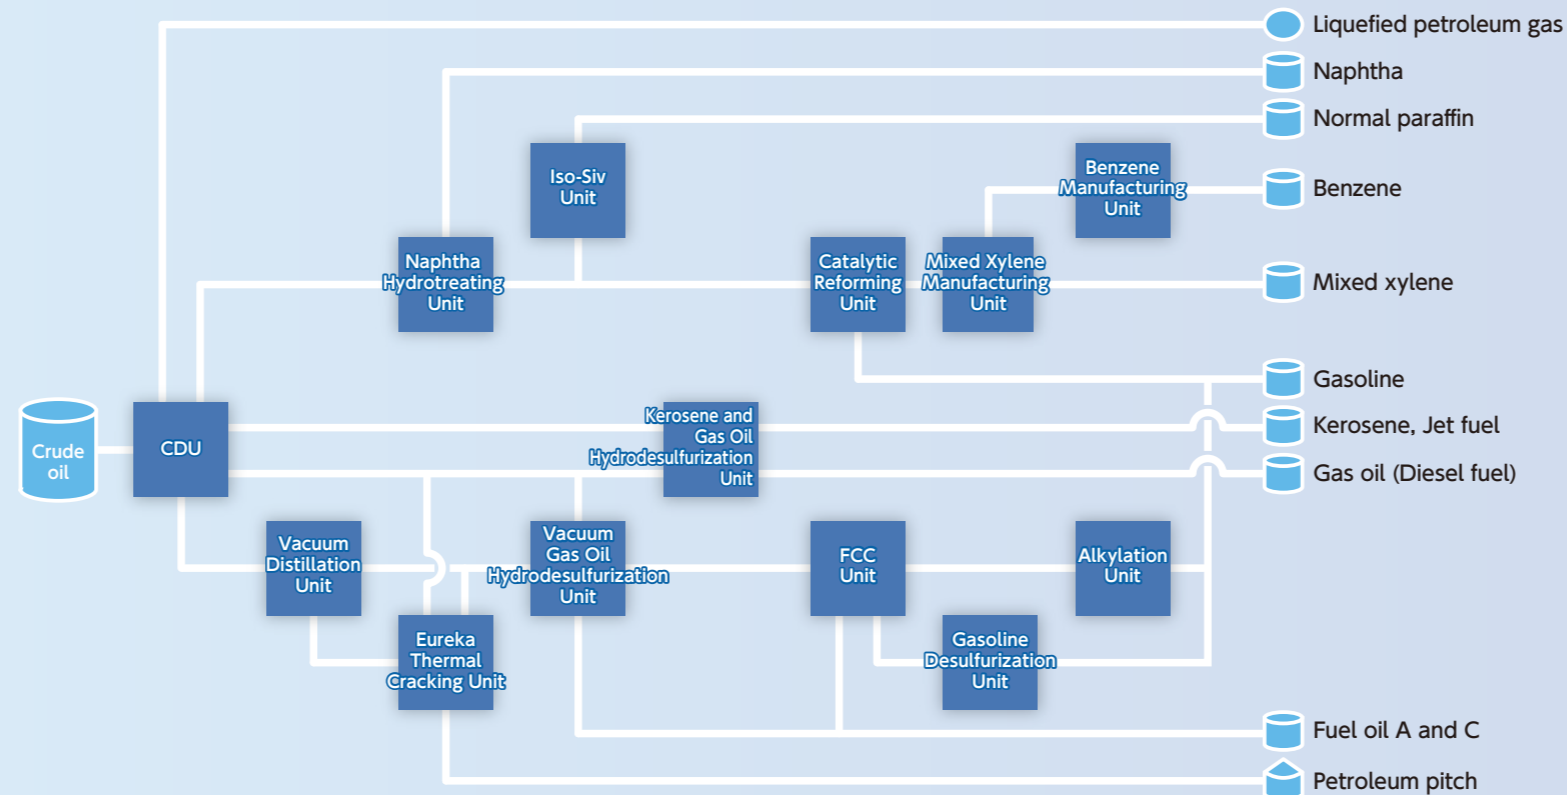 Liquefied petroleum gas
Naphtha
Normal paraffin
Iso-Siv
Unit
Benzene
Manufacturing
Unit
Benzene
Naphtha
Hydrotreating
Unit
Catalytic
Reforming
Unit
Mixed Xylene
Manufacturing
Unit
Mixed xylene
Gasoline
Crude
oil
CDU
Kerosene and
Gas Oil
Hydrodesulfurization
Unit
Kerosene, Jet fuel
Gas oil (Diesel fuel)
Vacuum
Distillation
Unit
Vacuum
Gas Oil
Hydrodesulfurization
Unit
FCC
Unit
Alkylation
Unit
Eureka
Thermal
Cracking Unit
Gasoline
Desulfurization
Unit
Fuel oil A and C
Petroleum pitch